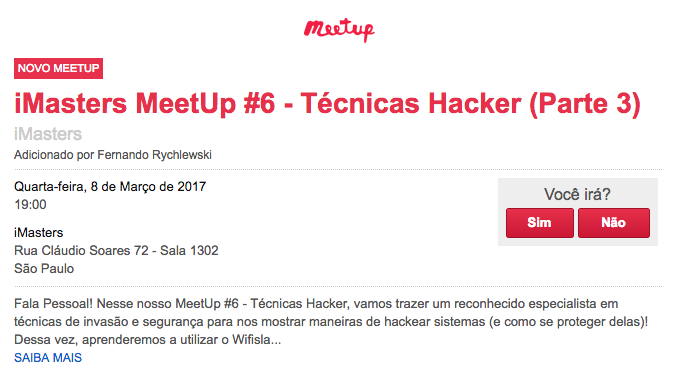 Meetup
NOVO MEETUP
iMasters MeetUp #6 - Técnicas Hacker (Parte 3)
iMasters
Adicionado por Fernando Rychlewski
Quarta-feira, 8 de Março de 2017
19:00
Você irá?
Sim Não
iMasters
Rua Cláudio Soares 72 - Sala 1302
São Paulo
Fala Pessoal! Nesse nosso MeetUp #6 - Técnicas Hacker, vamos trazer um reconhecido especialista em
técnicas de invasão e segurança para nos mostrar maneiras de hackear sistemas (e como se proteger delas)!
Dessa vez, aprenderemos a utilizar o Wifisla...
SAIBA MAIS